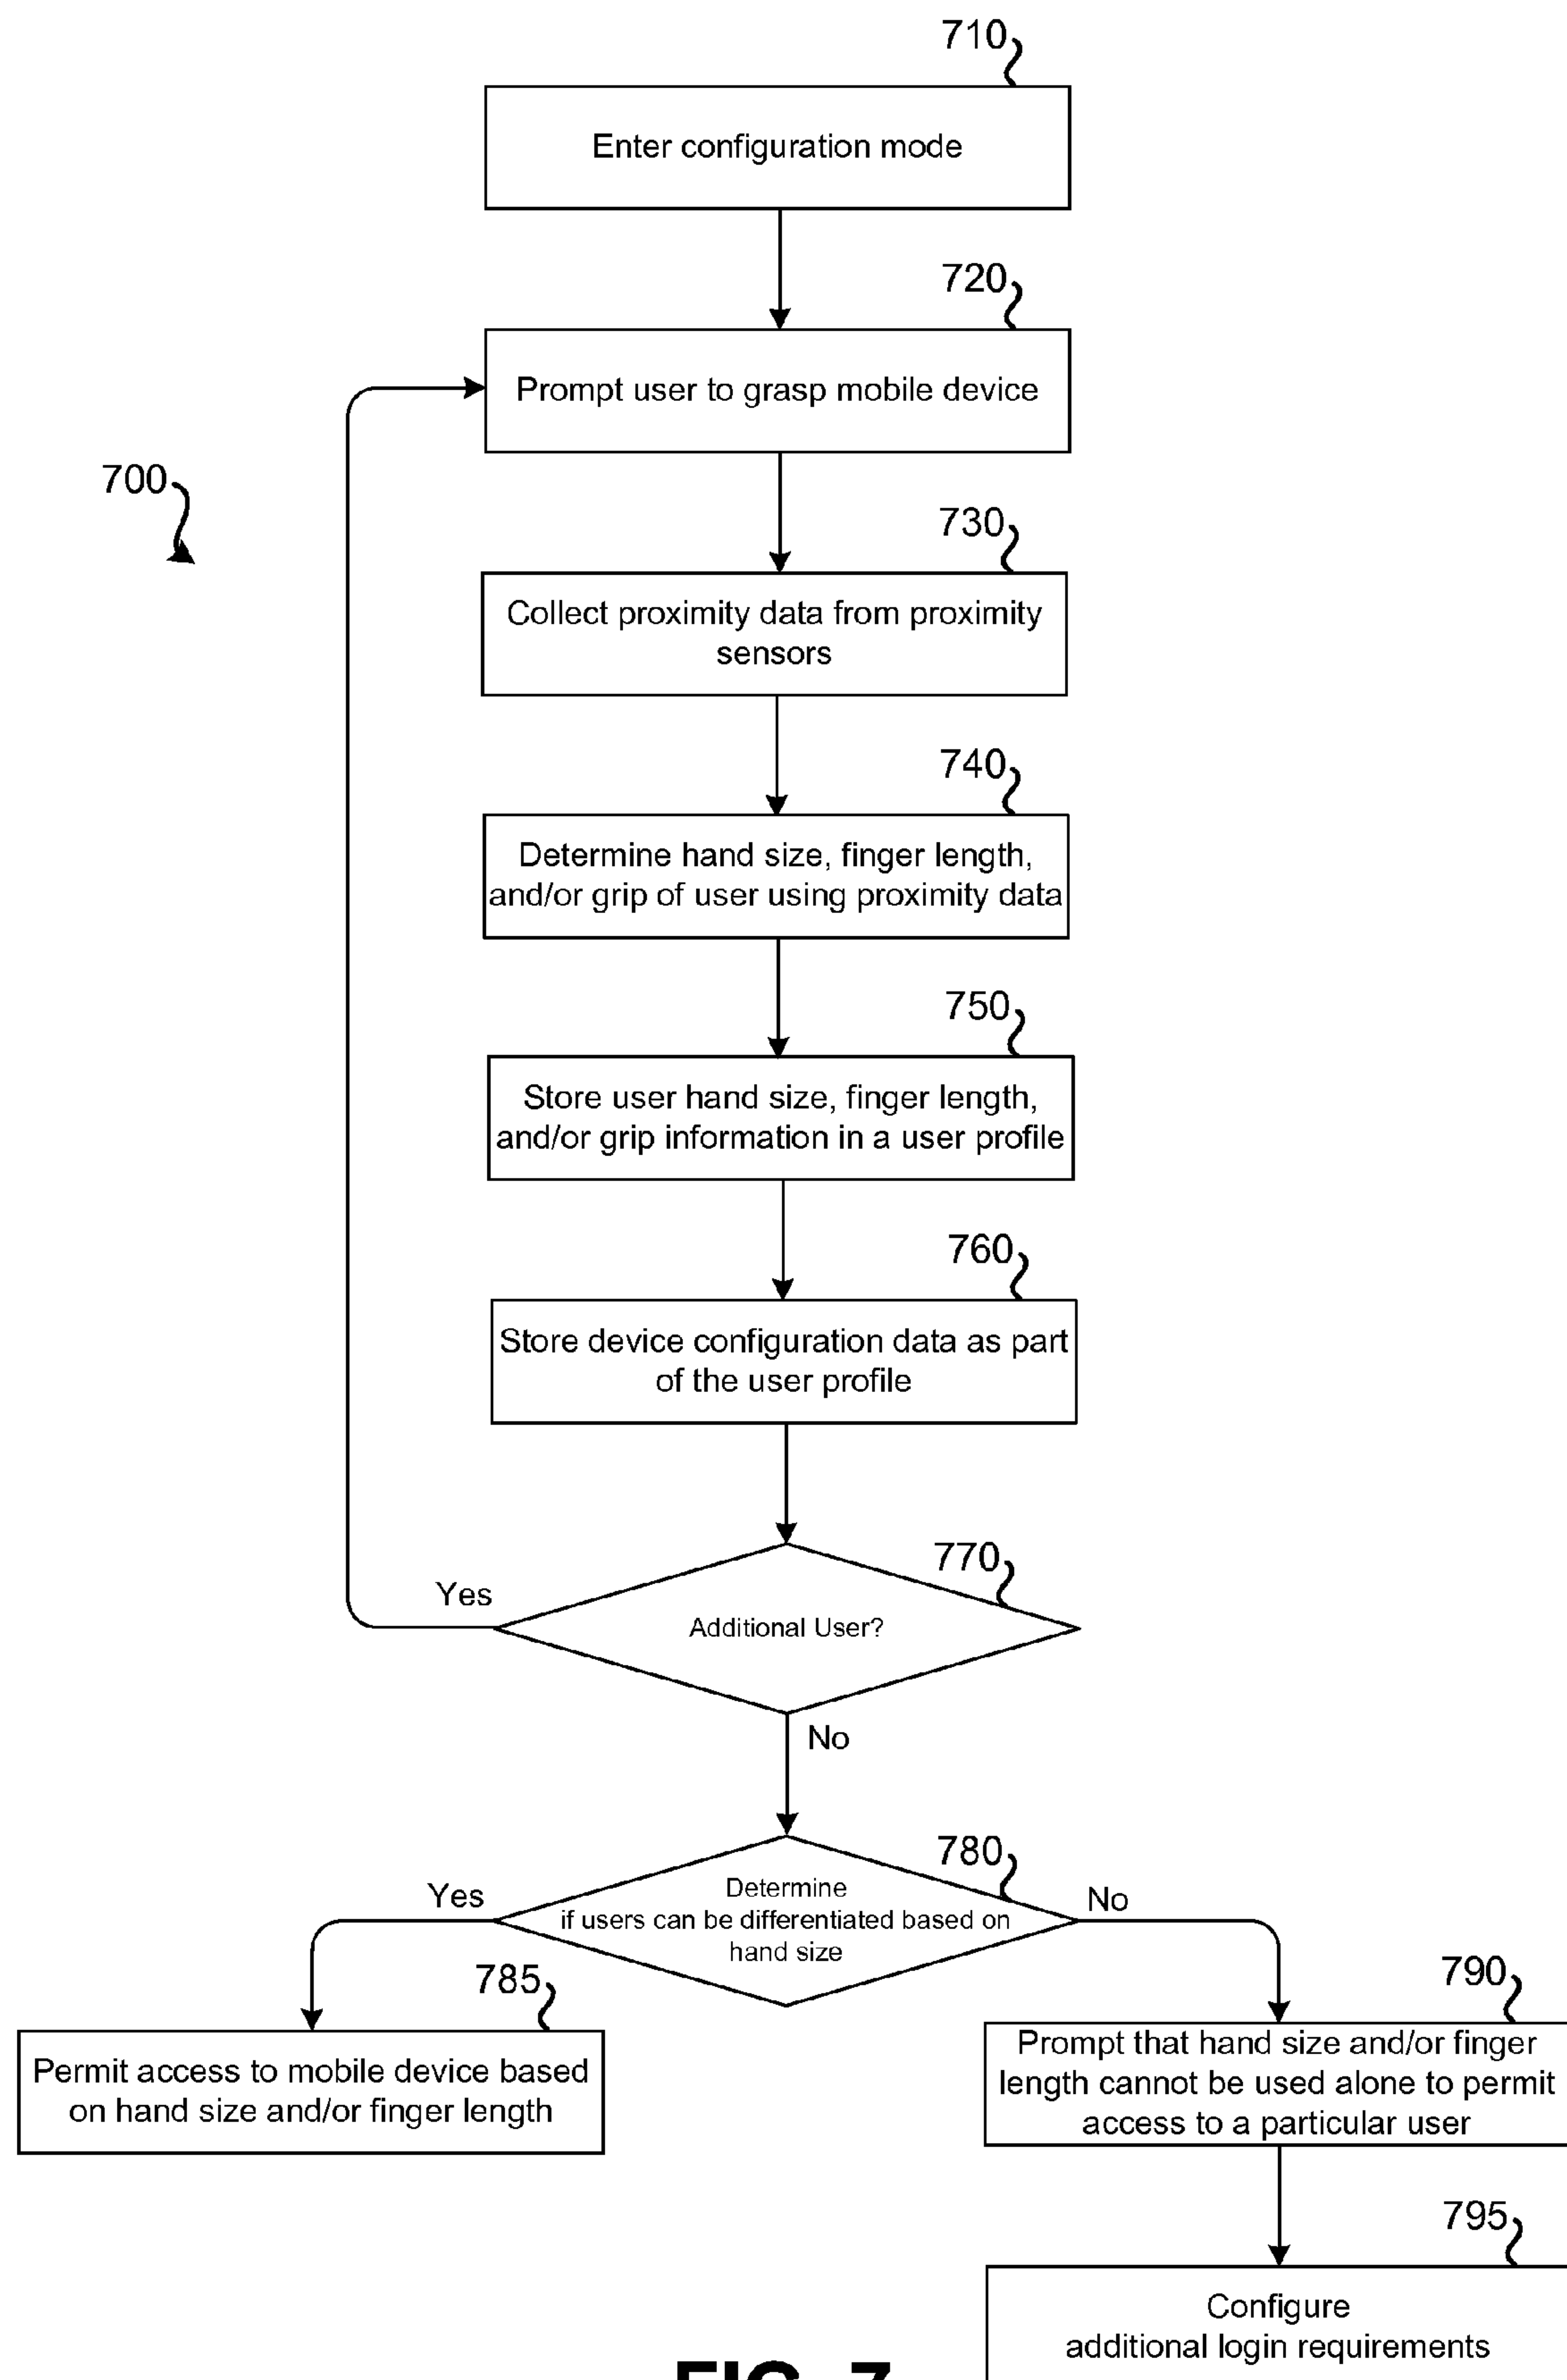 710
Enter configuration mode
720
Prompt user to grasp mobile device
700
730
Collect proximity data from proximity
sensors
740
Determine hand size, finger length,
and/or grip of user using proximity data
750
Store user hand size, finger length,
and/or grip information in a user profile
760
Store device configuration data as part
of the user profile
770
Yes
Additional User?
No
780
Yes
Determine
if users can be differentiated based on
hand size
No
785
Permit access to mobile device based
on hand size and/or finger length
790
Prompt that hand size and/or finger
length cannot be used alone to permit
access to a particular user
795
Configure
additional login requirements
FIG. 7